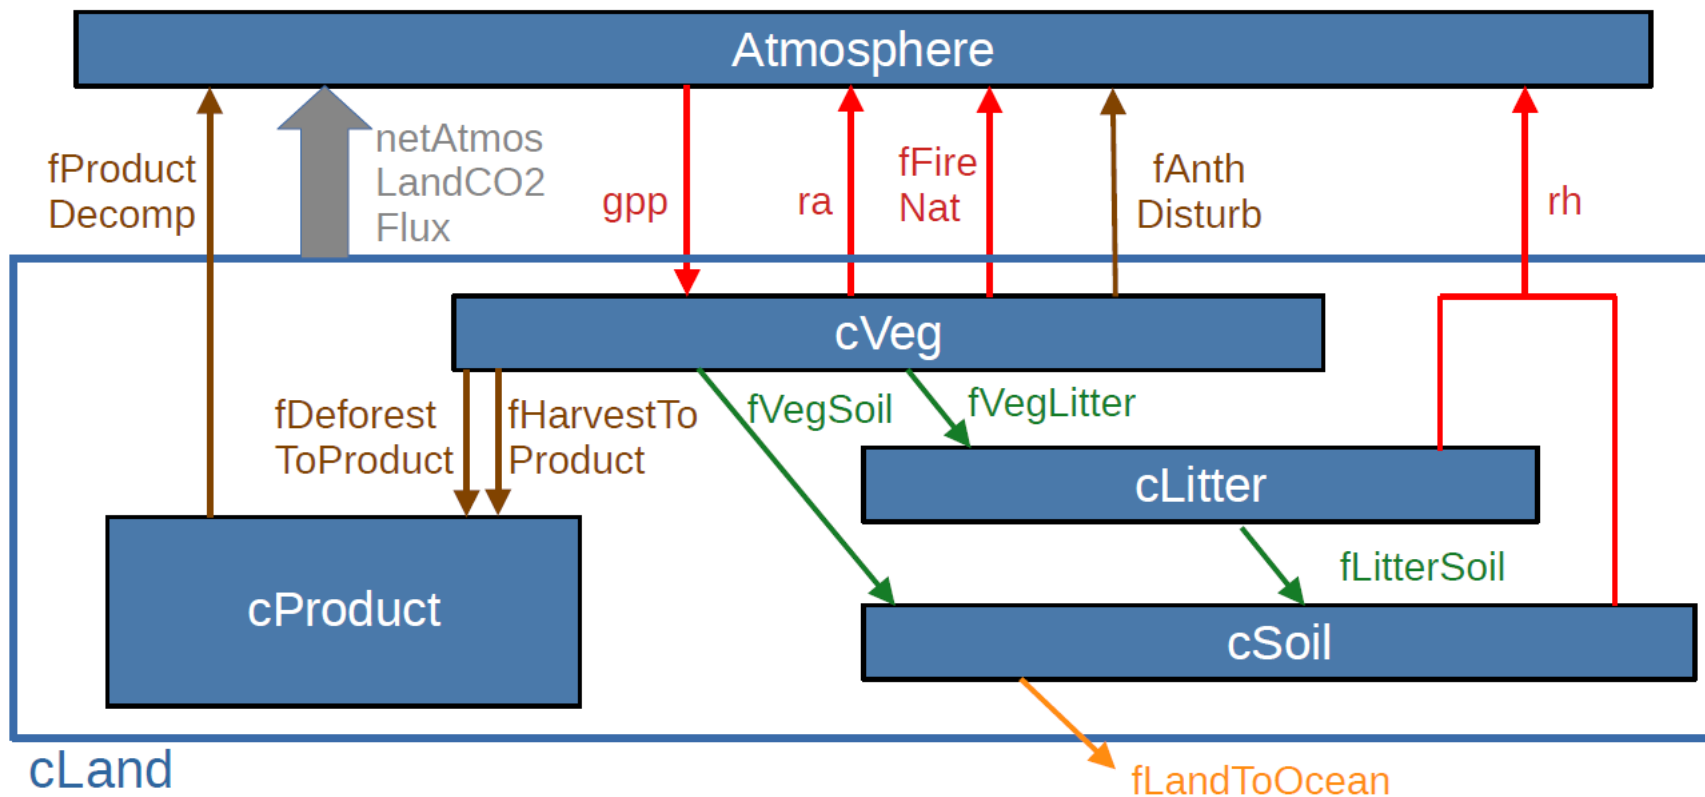 Atmosphere
fProduct
Decomp
netAtmos
LandCO2
Flux
gpp
ra
fFire
Nat
fAnth
Disturb
rh
cVeg
fDeforest
ToProduct
fHarvestTo
Product
fVegSoil
fVegLitter
cLitter
fLitterSoil
cProduct
cSoil
cLand
fLandToOcean